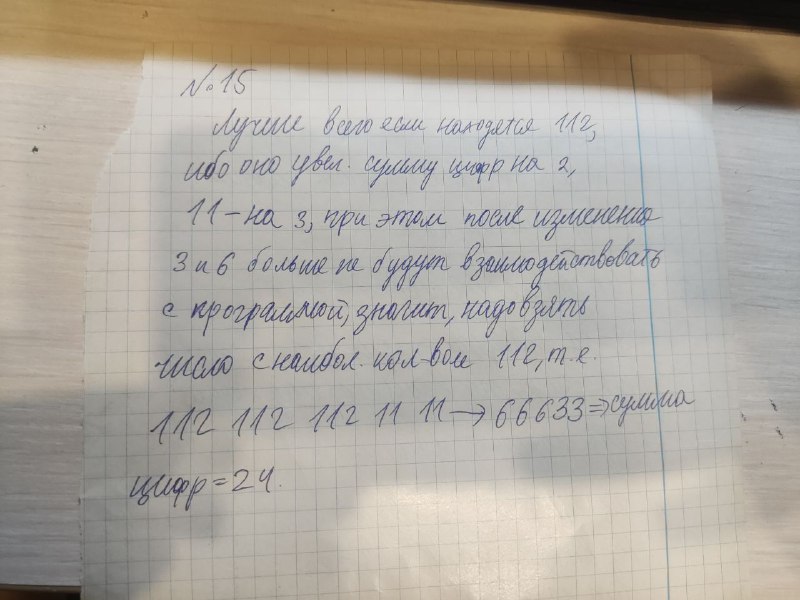 №15
Лучше всего если находятся 112,
ибо оно увел. сумму цифр на 2,
11 – на 3, при этом после изменения
3 и 6 больше не будут взаимодействовать
с программой, значит, надо взять
число с наибол. кол-вом 112, т.е.
112 112 112 11 11 → 66633 ⇒ сумма
цифр = 24.